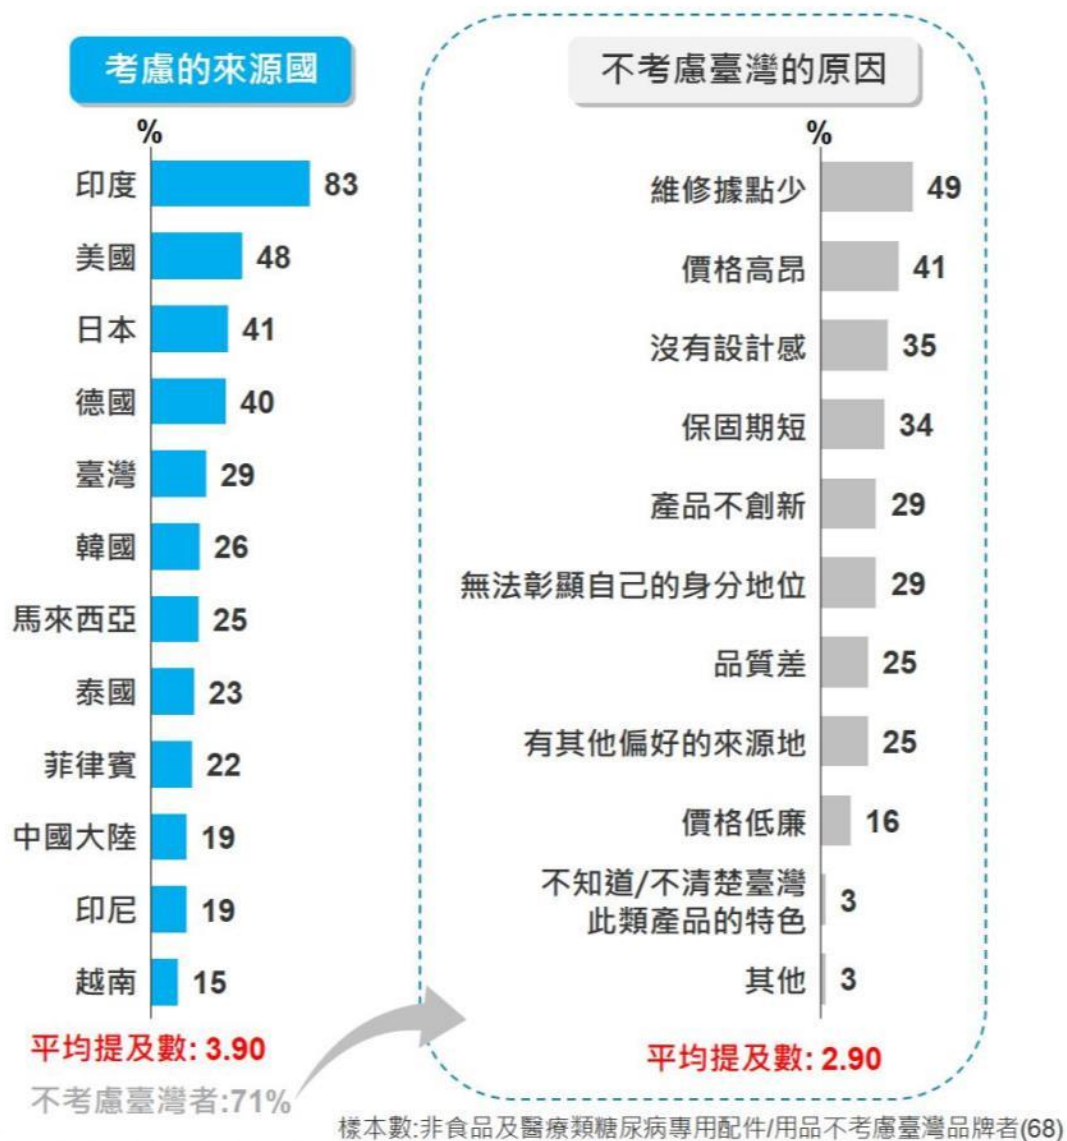 考慮的來源國
%
印度 83
美國 48
日本 41
德國 40
臺灣 29
韓國 26
馬來西亞 25
泰國 23
菲律賓 22
中國大陸 19
印尼 19
越南 15
平均提及數: 3.90
不考慮臺灣者:71%
不考慮臺灣的原因
%
維修據點少 49
價格高昂 41
沒有設計感 35
保固期短 34
產品不創新 29
無法彰顯自己的身分地位 29
品質差 25
有其他偏好的來源地 25
價格低廉 16
不知道/不清楚臺灣
此類產品的特色 3
其他 3
平均提及數: 2.90
樣本數:非食品及醫療類糖尿病專用配件/用品不考慮臺灣品牌者(68)